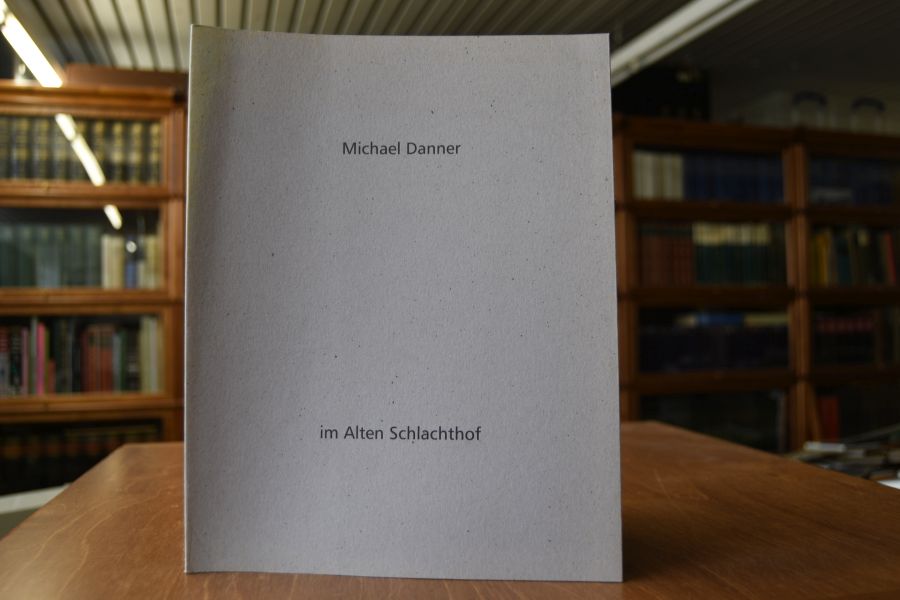 Michael Danner
im Alten Schlachthof